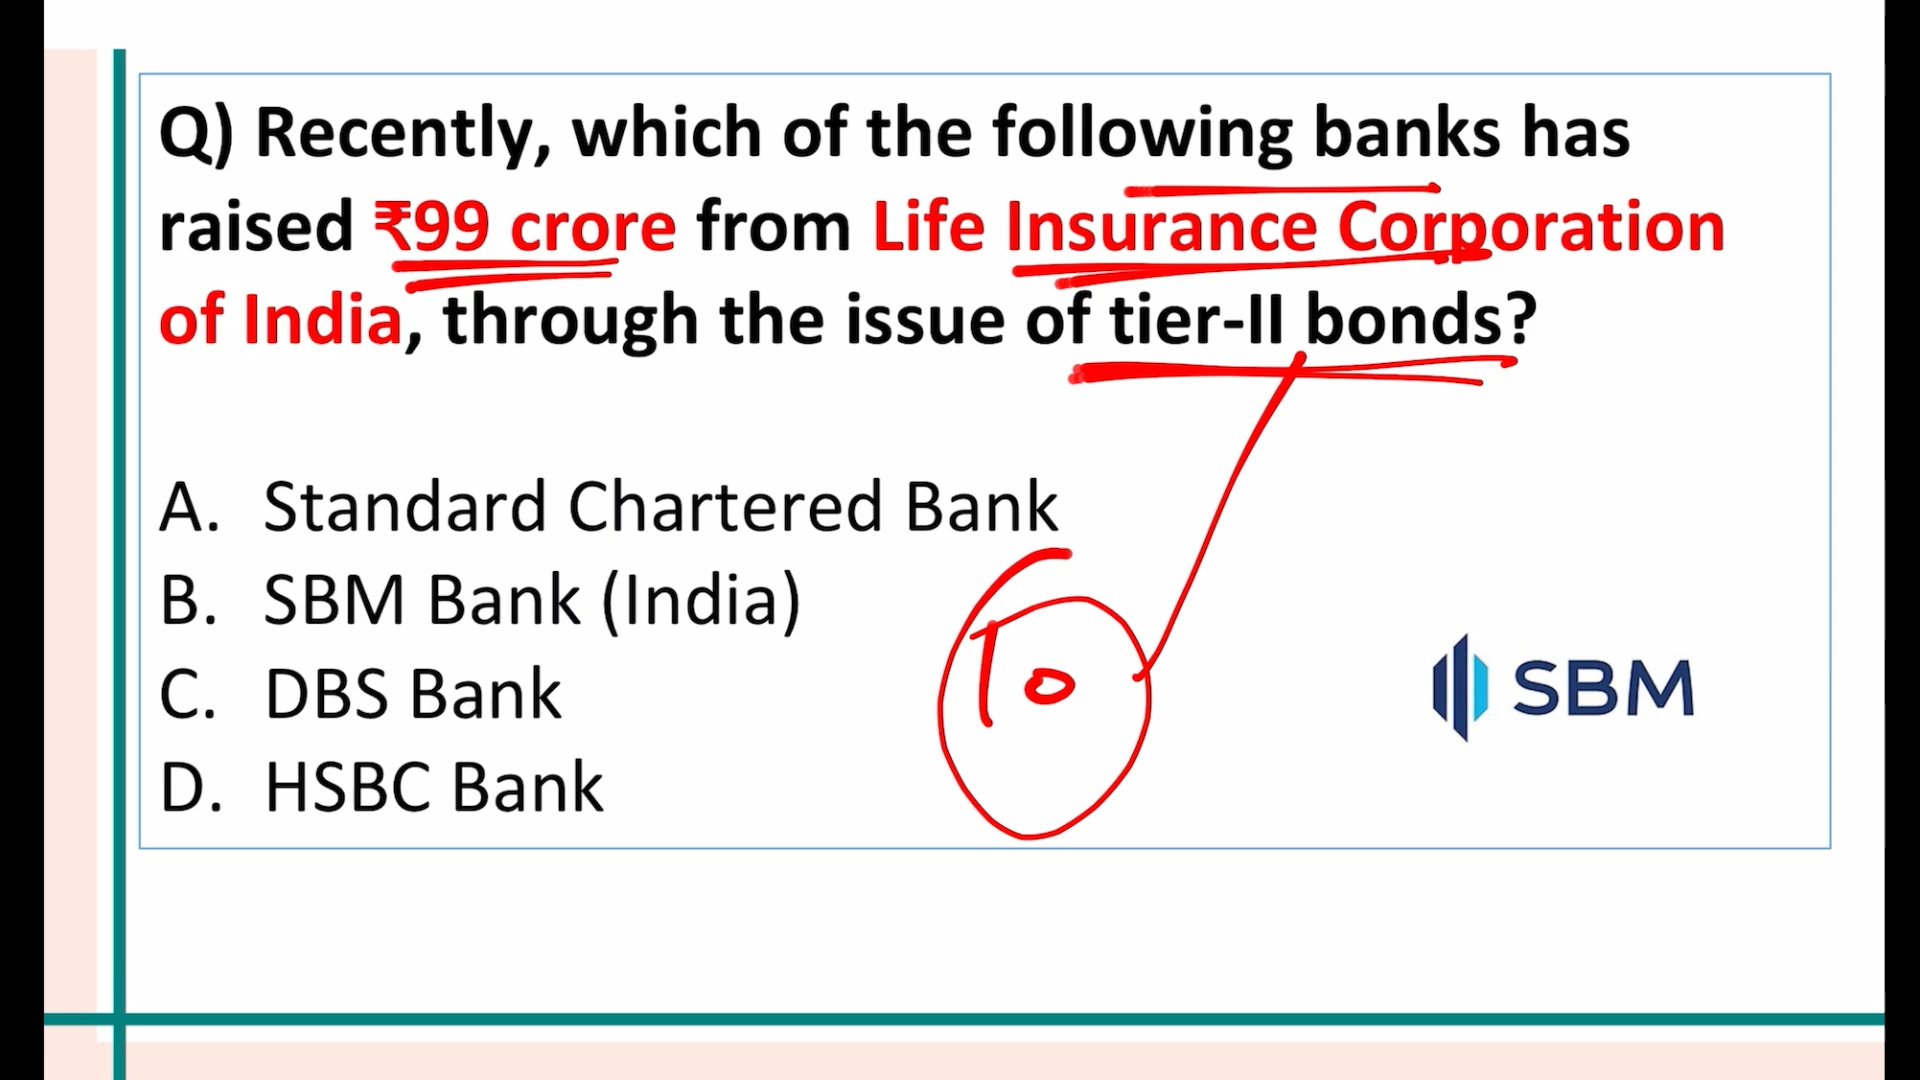 Q) Recently, which of the following banks has
raised ₹99 crore from Life Insurance Corporation
of India, through the issue of tier-II bonds?
A. Standard Chartered Bank
B. SBM Bank (India)
C. DBS Bank
D. HSBC Bank
10
SBM